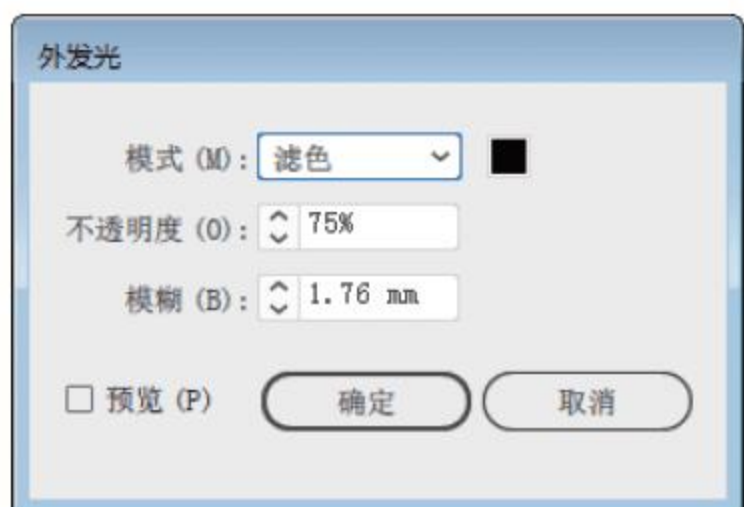 外发光
模式 (M): 滤色
不透明度 (O): 75%
模糊 (B): 1.76 mm
预览 (P) 确定 取消